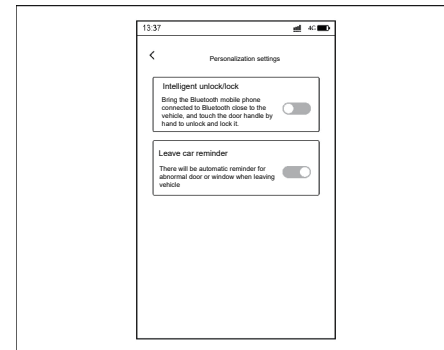 13:37 4G
Personalization settings
Intelligent unlock/lock
Bring the Bluetooth mobile phone
connected to Bluetooth close to the
vehicle, and touch the door handle by
hand to unlock and lock it.
Leave car reminder
There will be automatic reminder for
abnormal door or window when leaving
vehicle